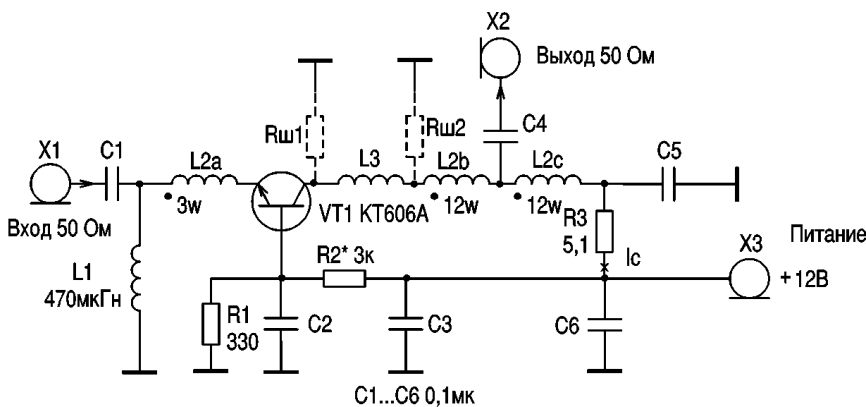 X2
Выход 50 Ом
Rш1
Rш2
C4
X1
C1
L2a
L3
L2b
L2c
C5
3w
VT1 КТ606А
12w
12w
Вход 50 Ом
R3
5,1
Ic
X3
Питание
+12В
L1
470мкГн
R2* 3к
R1
330
C2
C3
C6
C1...C6 0,1мк